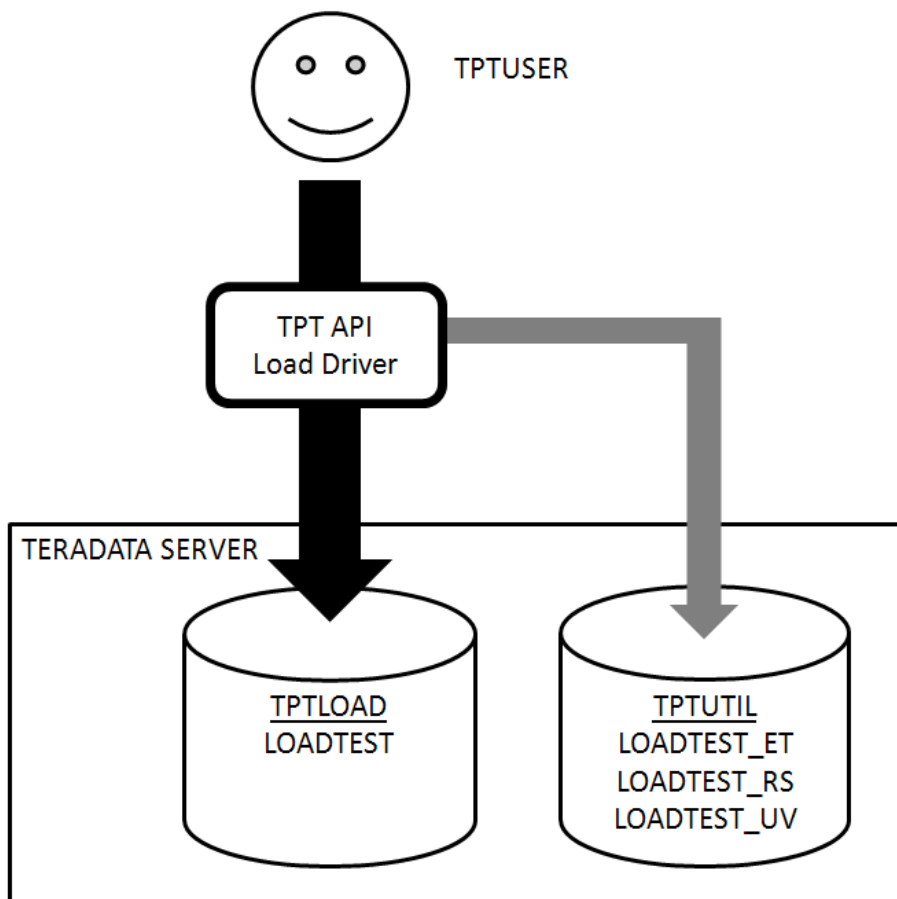 TPTUSER
TPT API
Load Driver
TERADATA SERVER
TPTLOAD
LOADTEST
TPTUTIL
LOADTEST_ET
LOADTEST_RS
LOADTEST_UV